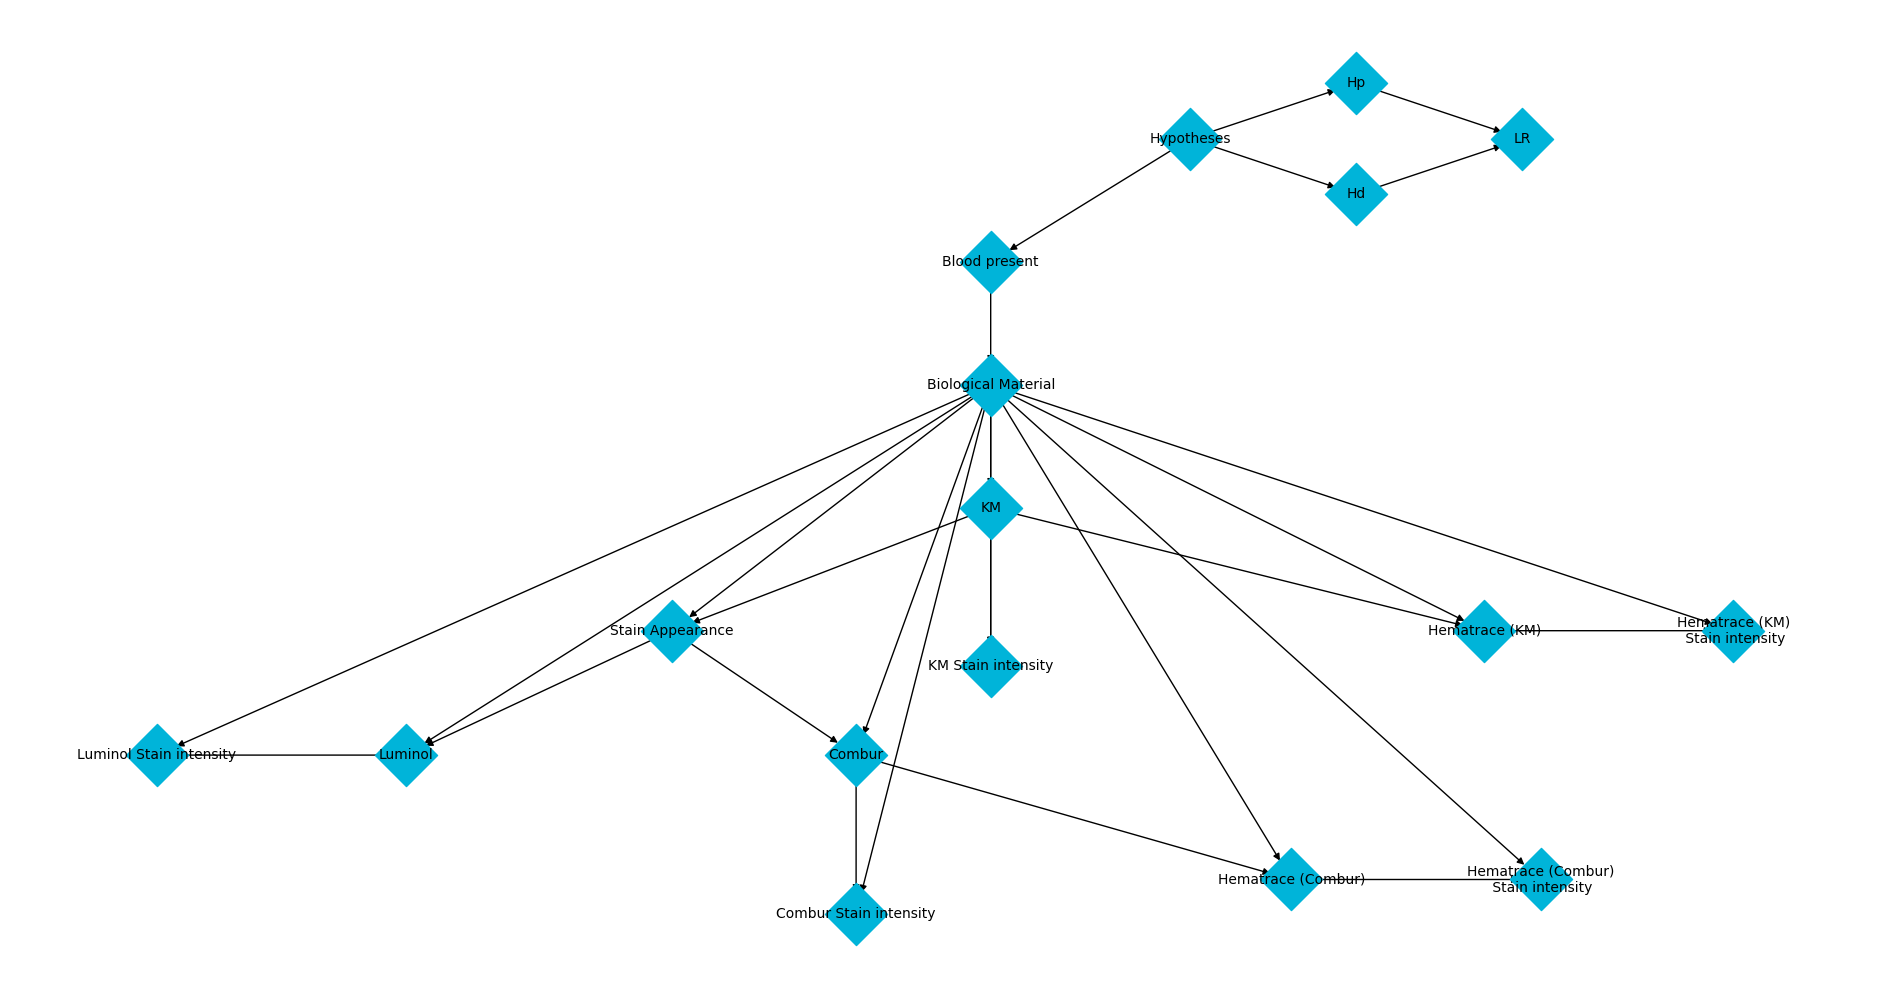 Hp
Hypotheses
LR
Hd
Blood present
Biological Material
KM
Stain Appearance
Hematrace (KM)
Hematrace (KM)
Stain intensity
KM Stain intensity
Luminol Stain intensity
Luminol
Combur
Hematrace (Combur)
Hematrace (Combur)
Stain intensity
Combur Stain intensity